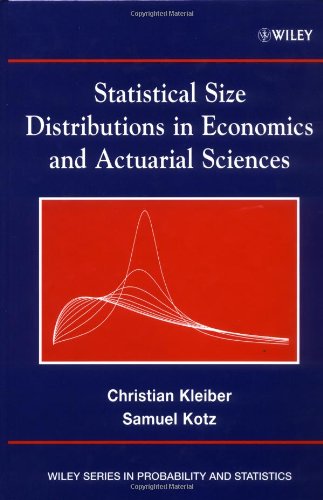 WILEY
Statistical Size
Distributions in Economics
and Actuarial Sciences
Christian Kleiber
Samuel Kotz
WILEY SERIES IN PROBABILITY AND STATISTICS